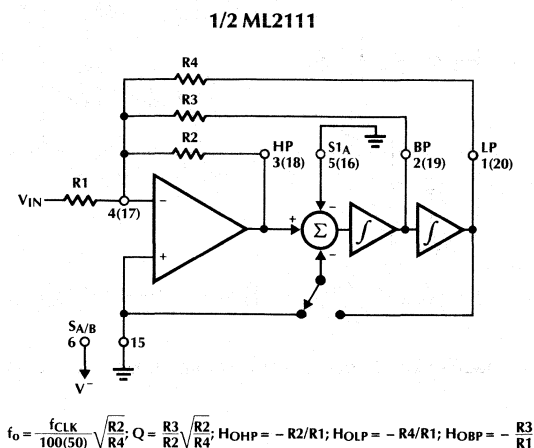 1/2 ML2111
R4
R3
R2
HP
3(18)
S1A
5(16)
BP
2(19)
LP
1(20)
R1
VIN
4(17)
−
+
+
Σ
−
−
∫
∫
SA/B
6
15
V−
fo = fCLK/100(50) √R2/R4; Q = R3/R2 √R2/R4; HOHP = − R2/R1; HOLP = − R4/R1; HOBP = − R3/R1